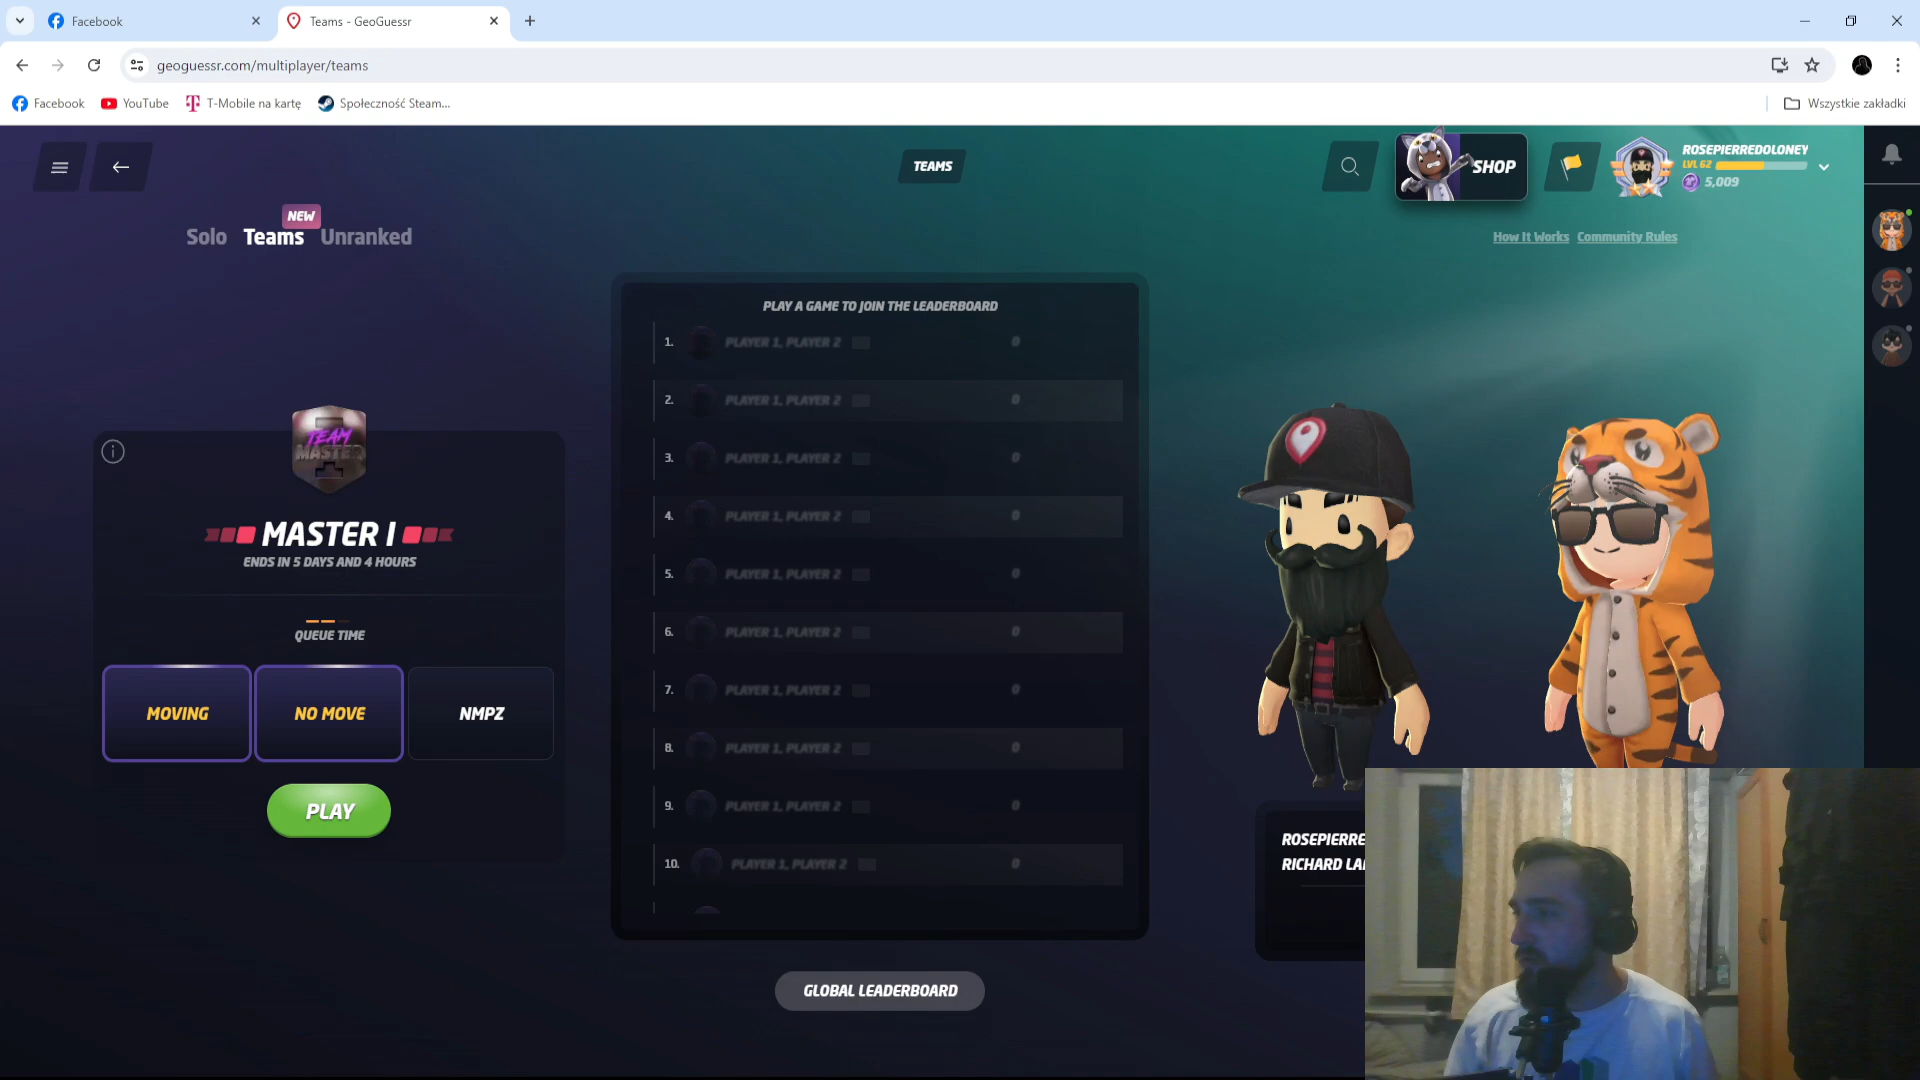 Facebook
Teams - GeoGuessr
geoguessr.com/multiplayer/teams
Facebook
YouTube
T-Mobile na kartę
Społeczność Steam...
Wszystkie zakładki
TEAMS
SHOP
ROSEPIERREDOLONEY
LVL 62
5,009
NEW
Solo
Teams
Unranked
How It Works
Community Rules
TEAM
MASTER
I
MASTER I
ENDS IN 5 DAYS AND 4 HOURS
QUEUE TIME
MOVING
NO MOVE
NMPZ
PLAY
PLAY A GAME TO JOIN THE LEADERBOARD
1. PLAYER 1, PLAYER 2 0
2. PLAYER 1, PLAYER 2 0
3. PLAYER 1, PLAYER 2 0
4. PLAYER 1, PLAYER 2 0
5. PLAYER 1, PLAYER 2 0
6. PLAYER 1, PLAYER 2 0
7. PLAYER 1, PLAYER 2 0
8. PLAYER 1, PLAYER 2 0
9. PLAYER 1, PLAYER 2 0
10. PLAYER 1, PLAYER 2 0
GLOBAL LEADERBOARD
ROSEPIERRE
RICHARD